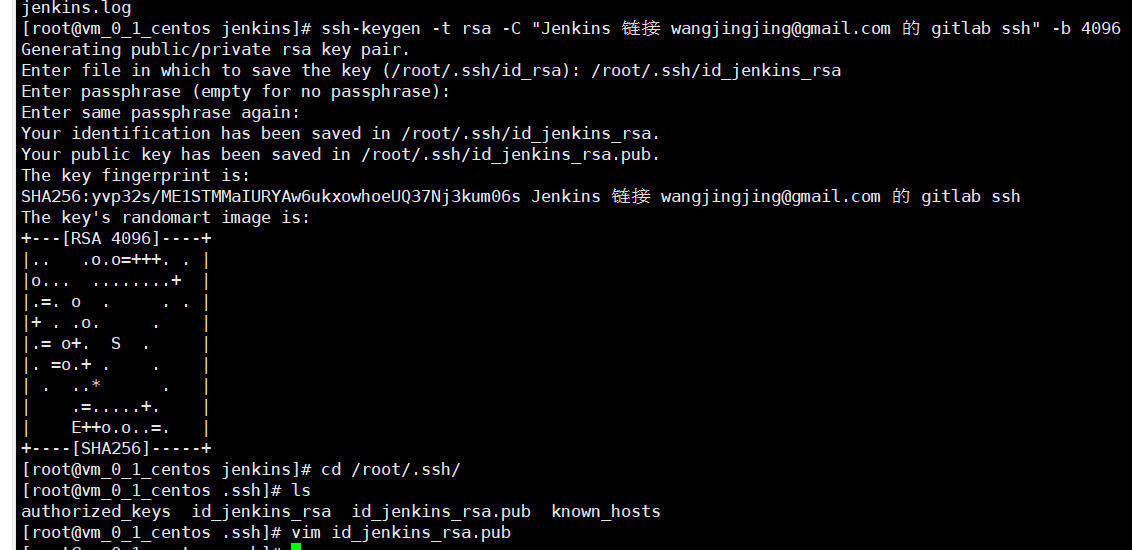 jenkins.log
[root@vm_0_1_centos jenkins]# ssh-keygen -t rsa -C "Jenkins 链接 wangjingjing@gmail.com 的 gitlab ssh" -b 4096
Generating public/private rsa key pair.
Enter file in which to save the key (/root/.ssh/id_rsa): /root/.ssh/id_jenkins_rsa
Enter passphrase (empty for no passphrase):
Enter same passphrase again:
Your identification has been saved in /root/.ssh/id_jenkins_rsa.
Your public key has been saved in /root/.ssh/id_jenkins_rsa.pub.
The key fingerprint is:
SHA256:yvp32s/ME1STMMaIURYAw6ukxowhoeUQ37Nj3kum06s Jenkins 链接 wangjingjing@gmail.com 的 gitlab ssh
The key's randomart image is:
+---[RSA 4096]----+
|..   .o.o=+++. . |
|o...  ........+  |
|.=. o  .     . . |
|+ . .o.     .    |
|.= o+.  S  .     |
|. =o.+ .    .    |
| .  ..*      .   |
|    .=.....+.    |
|    E++o.o..=.   |
+----[SHA256]-----+
[root@vm_0_1_centos jenkins]# cd /root/.ssh/
[root@vm_0_1_centos .ssh]# ls
authorized_keys  id_jenkins_rsa  id_jenkins_rsa.pub  known_hosts
[root@vm_0_1_centos .ssh]# vim id_jenkins_rsa.pub